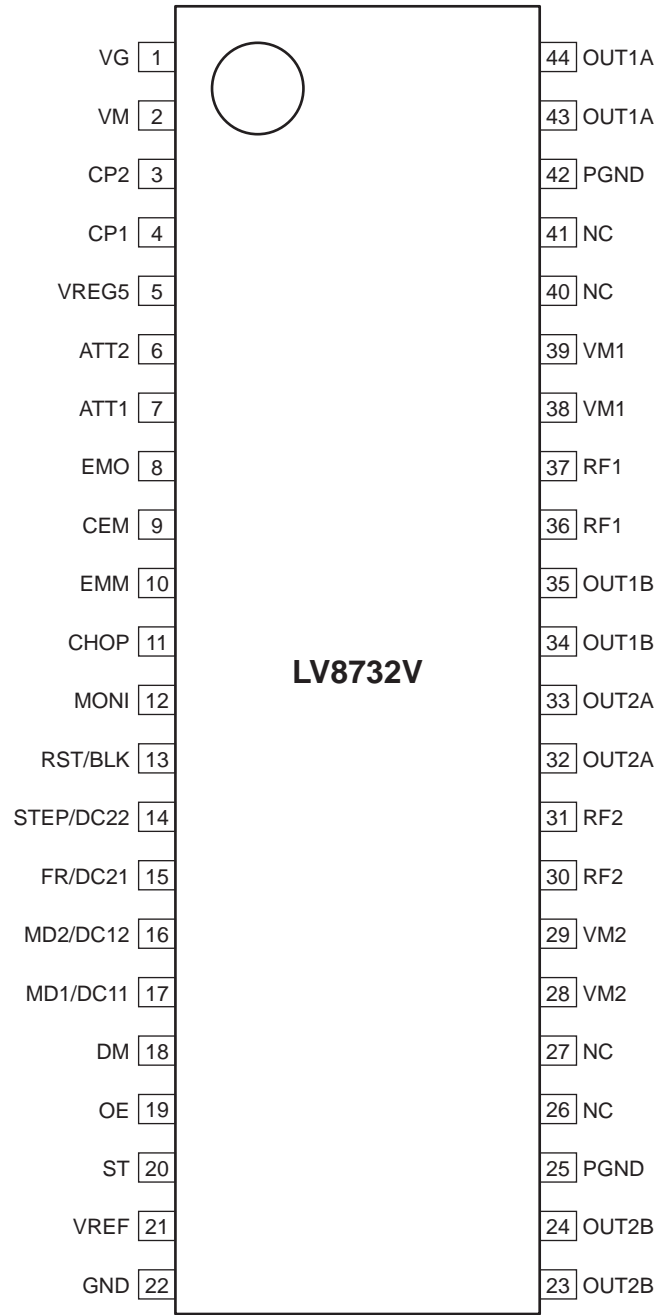 VG 1 44 OUT1A
VM 2 43 OUT1A
CP2 3 42 PGND
CP1 4 41 NC
VREG5 5 40 NC
ATT2 6 39 VM1
ATT1 7 38 VM1
EMO 8 37 RF1
CEM 9 36 RF1
EMM 10 35 OUT1B
CHOP 11 34 OUT1B
LV8732V
MONI 12 33 OUT2A
RST/BLK 13 32 OUT2A
STEP/DC22 14 31 RF2
FR/DC21 15 30 RF2
MD2/DC12 16 29 VM2
MD1/DC11 17 28 VM2
DM 18 27 NC
OE 19 26 NC
ST 20 25 PGND
VREF 21 24 OUT2B
GND 22 23 OUT2B